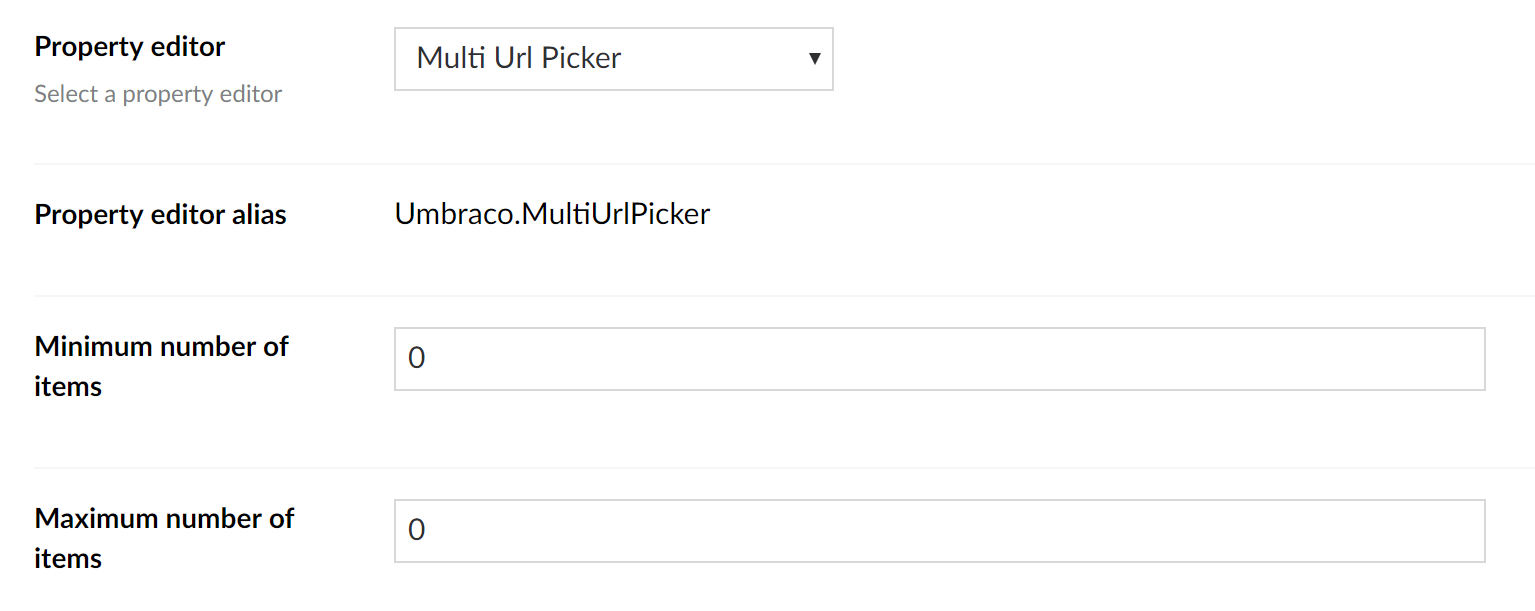 Property editor
Multi Url Picker
Select a property editor
Property editor alias
Umbraco.MultiUrlPicker
Minimum number of
items
0
Maximum number of
items
0